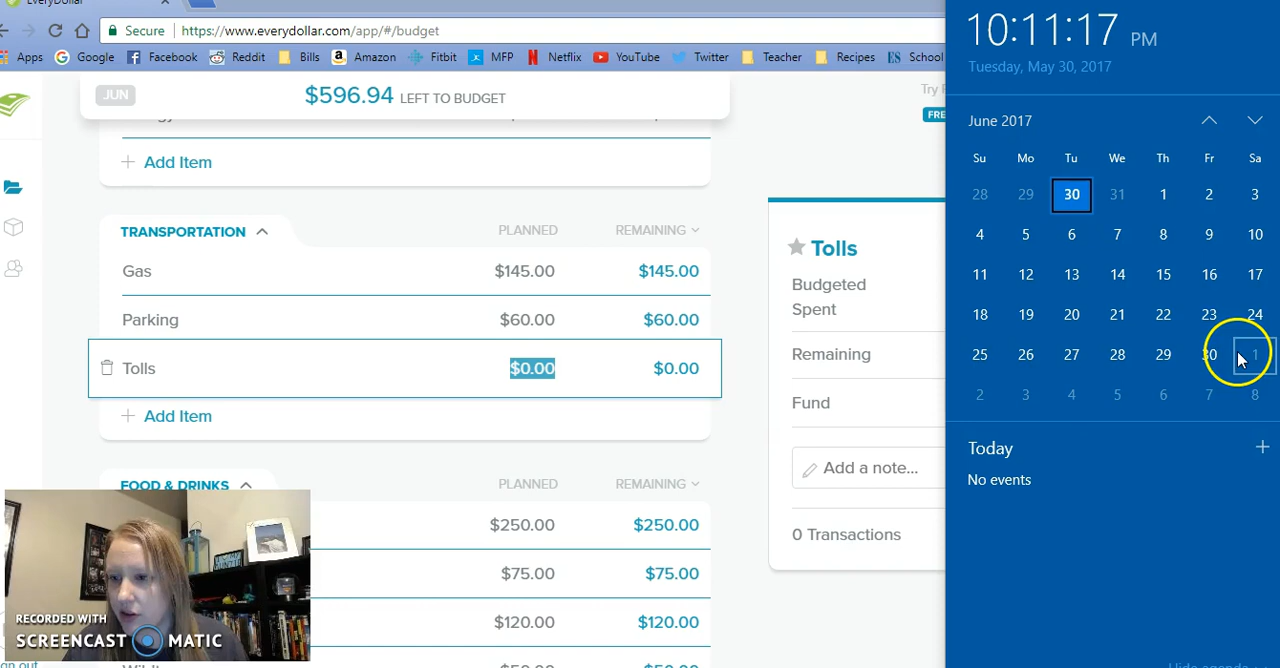 EveryDollar
Secure https://www.everydollar.com/app/#/budget
Apps Google Facebook Reddit Bills Amazon Fitbit MFP Netflix YouTube Twitter Teacher Recipes School
JUN $596.94 LEFT TO BUDGET
Try
FRE
+ Add Item
TRANSPORTATION PLANNED REMAINING
Gas $145.00 $145.00
Parking $60.00 $60.00
Tolls $0.00 $0.00
+ Add Item
FOOD & DRINKS PLANNED REMAINING
$250.00 $250.00
$75.00 $75.00
$120.00 $120.00
Tolls
Budgeted
Spent
Remaining
Fund
Add a note...
0 Transactions
10:11:17 PM
Tuesday, May 30, 2017
June 2017
Su Mo Tu We Th Fr Sa
28 29 30 31 1 2 3
4 5 6 7 8 9 10
11 12 13 14 15 16 17
18 19 20 21 22 23 24
25 26 27 28 29 30 1
2 3 4 5 6 7 8
Today +
No events
Hide agenda
RECORDED WITH
SCREENCAST MATIC